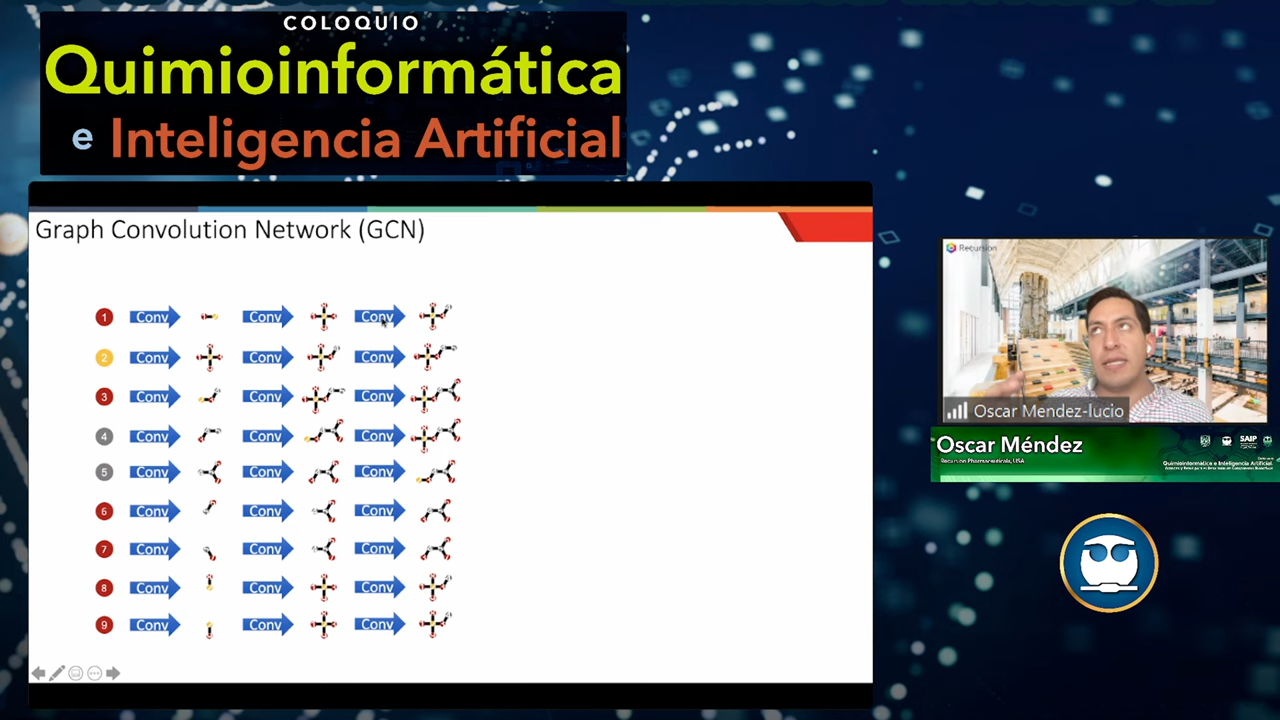 COLOQUIO
Quimioinformática
e Inteligencia Artificial
Graph Convolution Network (GCN)
1 Conv Conv Conv
2 Conv Conv Conv
3 Conv Conv Conv
4 Conv Conv Conv
5 Conv Conv Conv
6 Conv Conv Conv
7 Conv Conv Conv
8 Conv Conv Conv
9 Conv Conv Conv
Recursion
Oscar Mendez-lucio
Oscar Méndez
Recursion Pharmaceuticals, USA
SAIP
Quimioinformática e Inteligencia Artificial